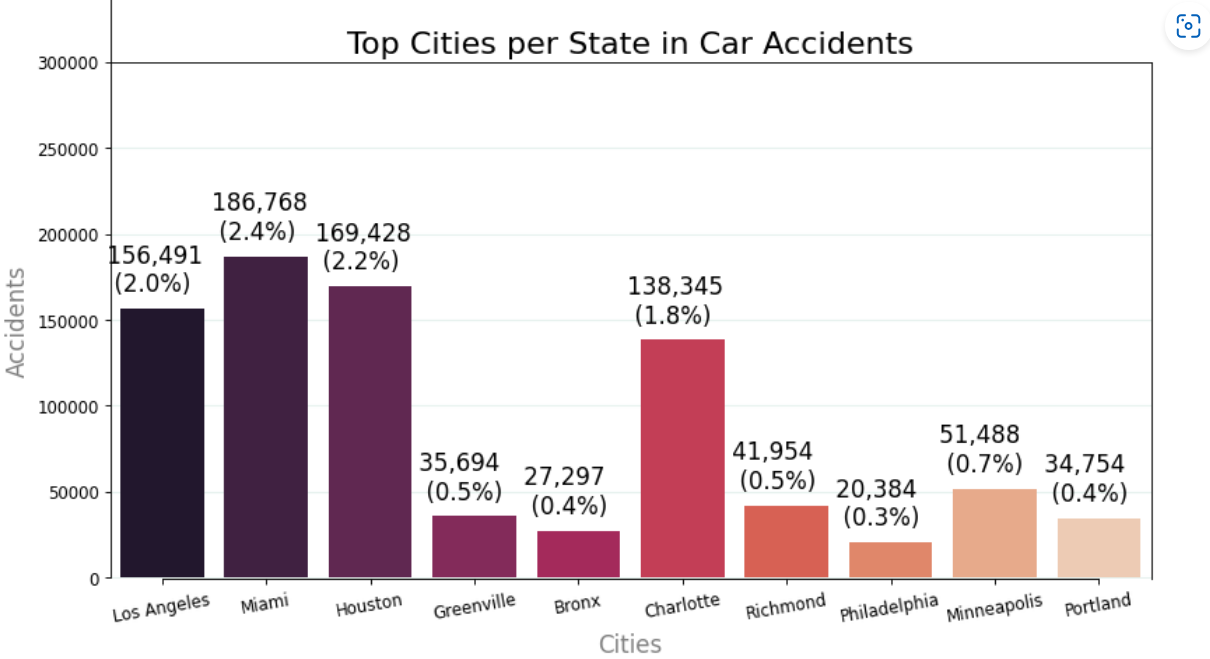 Top Cities per State in Car Accidents
300000
250000
200000
150000
100000
50000
0
Accidents
156,491
(2.0%)
186,768
(2.4%)
169,428
(2.2%)
35,694
(0.5%)
27,297
(0.4%)
138,345
(1.8%)
41,954
(0.5%)
20,384
(0.3%)
51,488
(0.7%)
34,754
(0.4%)
Los Angeles
Miami
Houston
Greenville
Bronx
Charlotte
Richmond
Philadelphia
Minneapolis
Portland
Cities